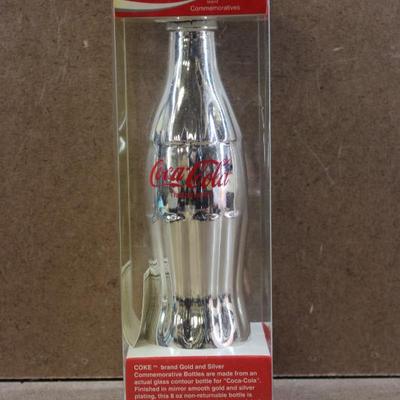 brand
Commemoratives
Coca-Cola
COKE™ brand Gold and Silver
Commemorative Bottles are made from an
actual glass contour bottle for "Coca-Cola".
Finished in mirror smooth gold and silver
plating, this 8 oz non-returnable bottle is